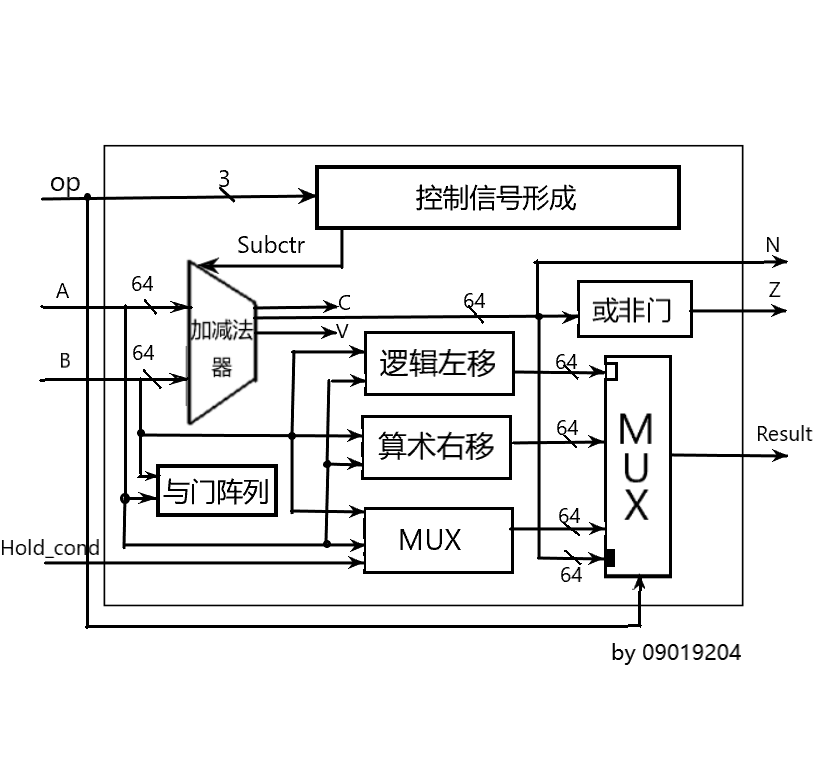 op
3
控制信号形成
Subctr
N
A
64
C
64
Z
加减法
器
或非门
V
B
64
逻辑左移
64
算术右移
64
M
U
X
Result
与门阵列
MUX
64
Hold_cond
64
by 09019204